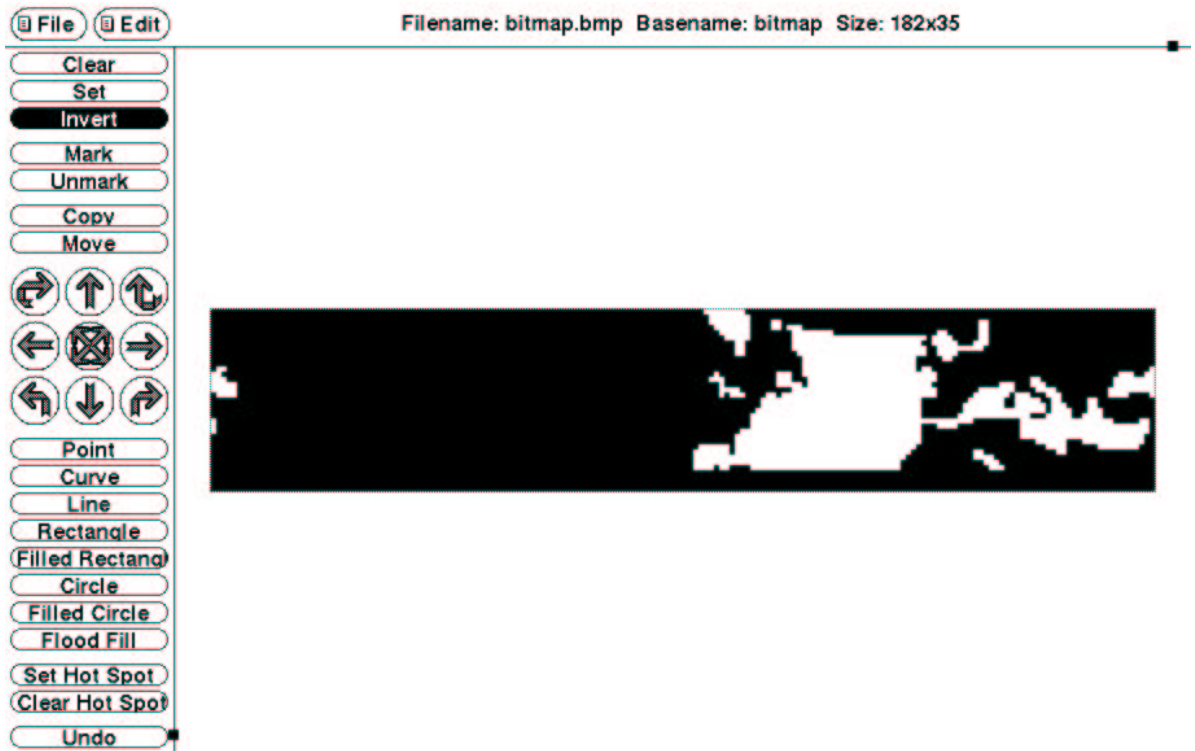 File Edit Filename: bitmap.bmp Basename: bitmap Size: 182x35
Clear
Set
Invert
Mark
Unmark
Copy
Move
Point
Curve
Line
Rectangle
Filled Rectangl
Circle
Filled Circle
Flood Fill
Set Hot Spot
Clear Hot Spot
Undo